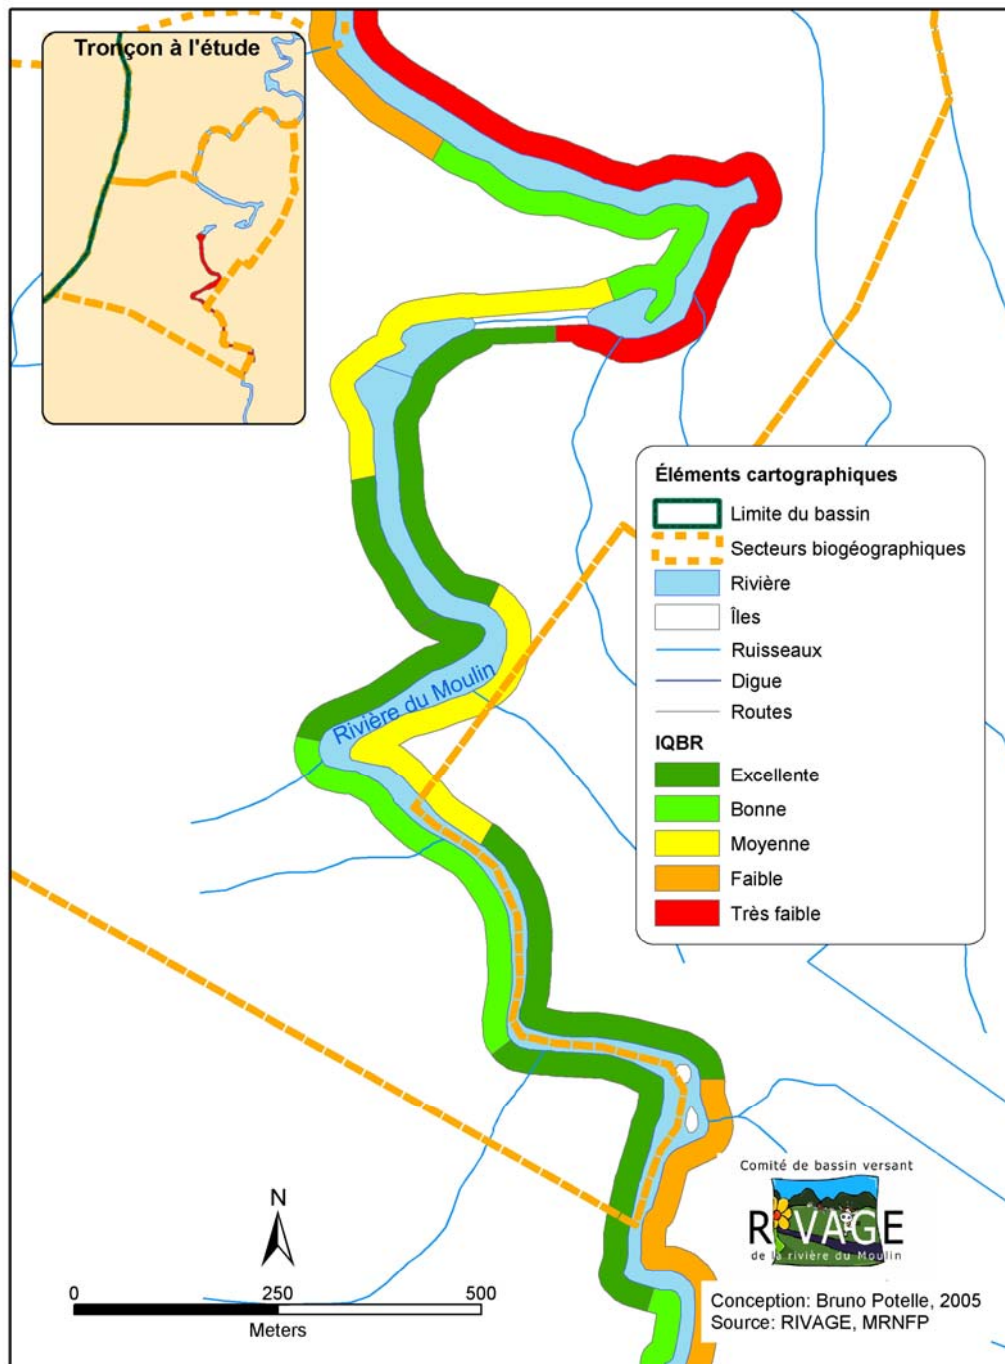 Tronçon à l'étude
Éléments cartographiques
Limite du bassin
Secteurs biogéographiques
Rivière
Îles
Ruisseaux
Digue
Routes
IQBR
Excellente
Bonne
Moyenne
Faible
Très faible
Rivière du Moulin
N
0 250 500
Meters
Comité de bassin versant
RIVAGE
de la rivière du Moulin
Conception: Bruno Potelle, 2005
Source: RIVAGE, MRNFP